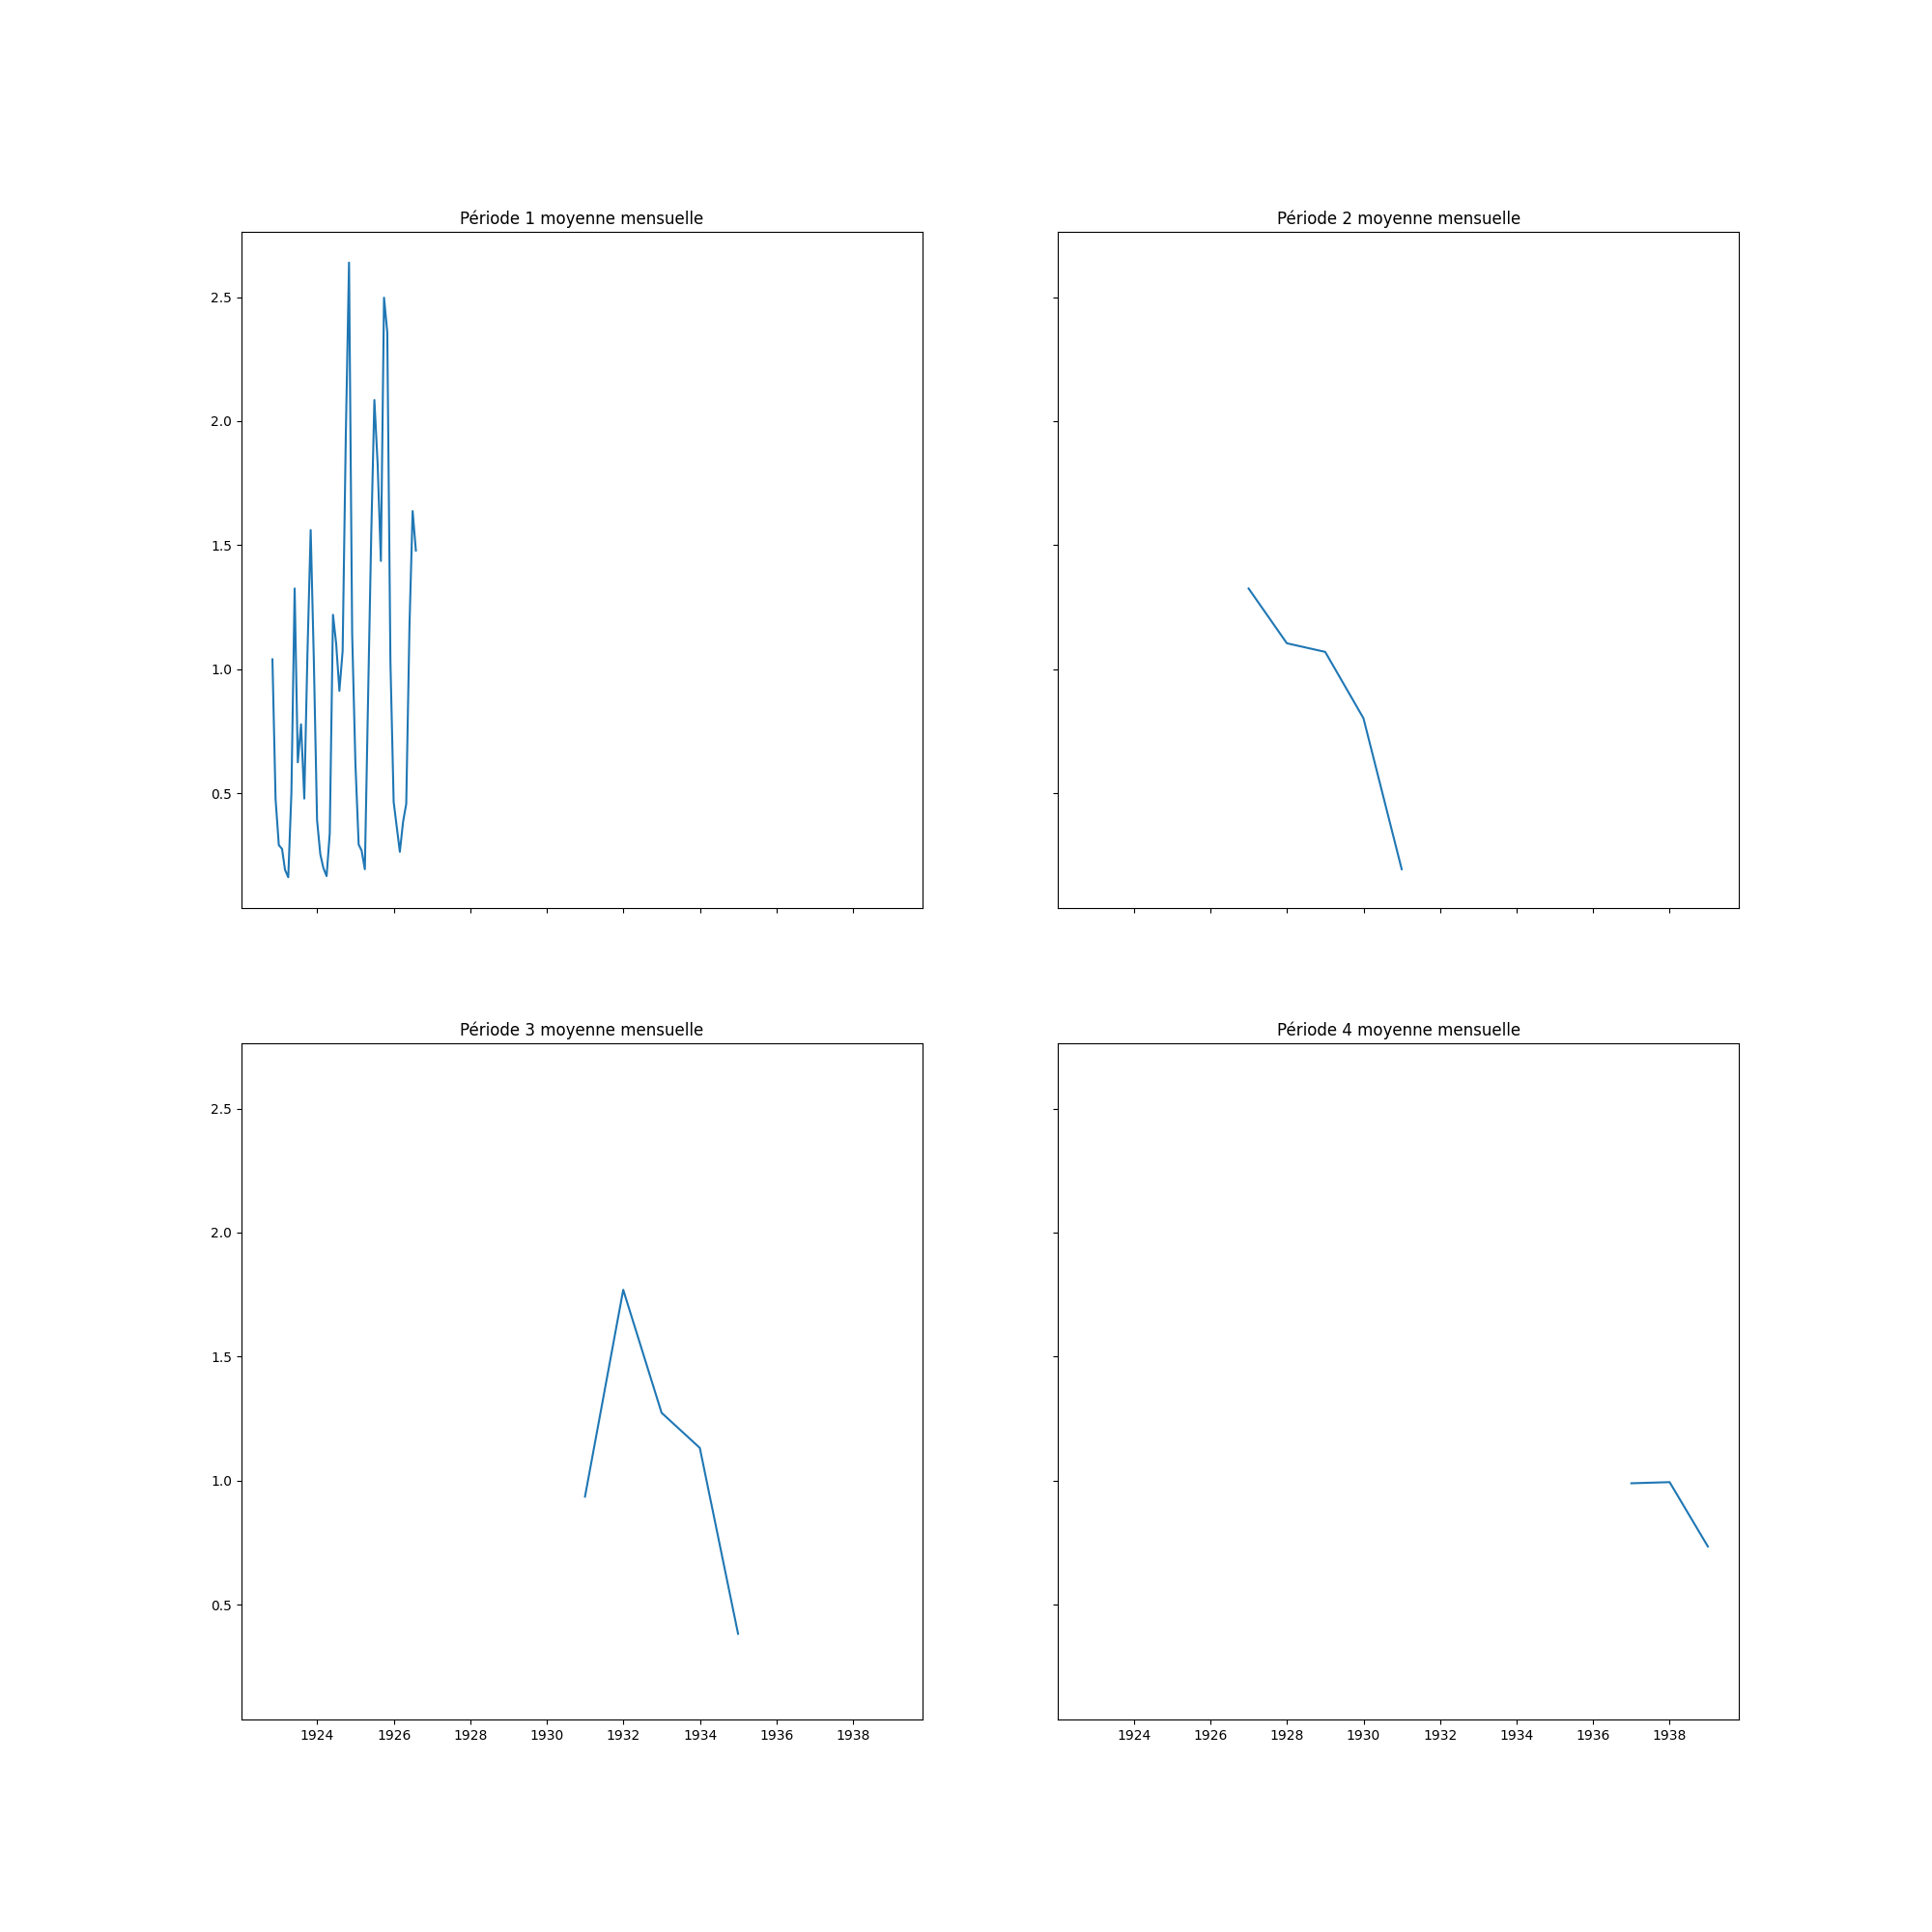 Période 1 moyenne mensuelle
Période 2 moyenne mensuelle
2.5
2.0
1.5
1.0
0.5
Période 3 moyenne mensuelle
Période 4 moyenne mensuelle
2.5
2.0
1.5
1.0
0.5
1924 1926 1928 1930 1932 1934 1936 1938
1924 1926 1928 1930 1932 1934 1936 1938